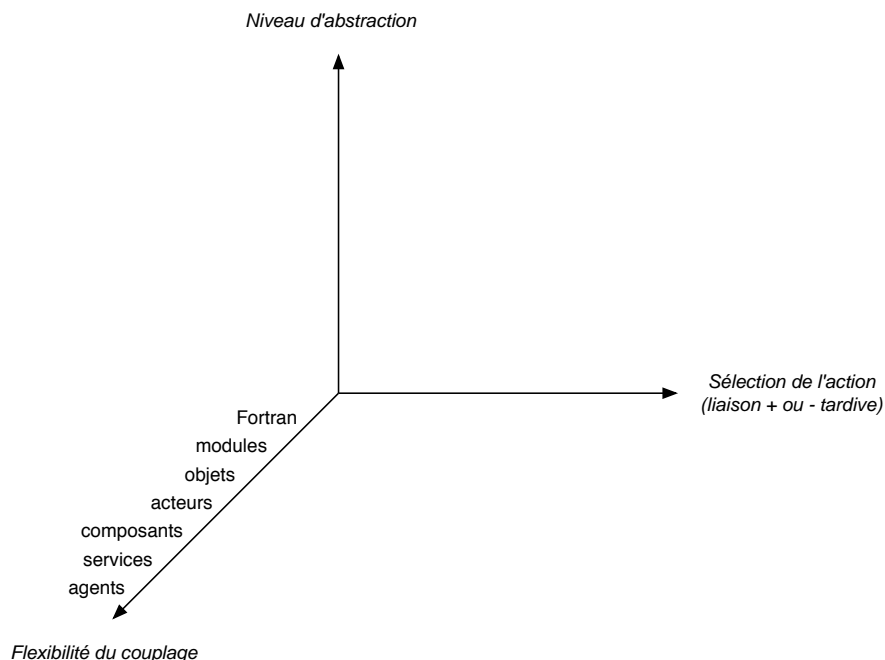 Niveau d'abstraction
Sélection de l'action
(liaison + ou - tardive)
Fortran
modules
objets
acteurs
composants
services
agents
Flexibilité du couplage